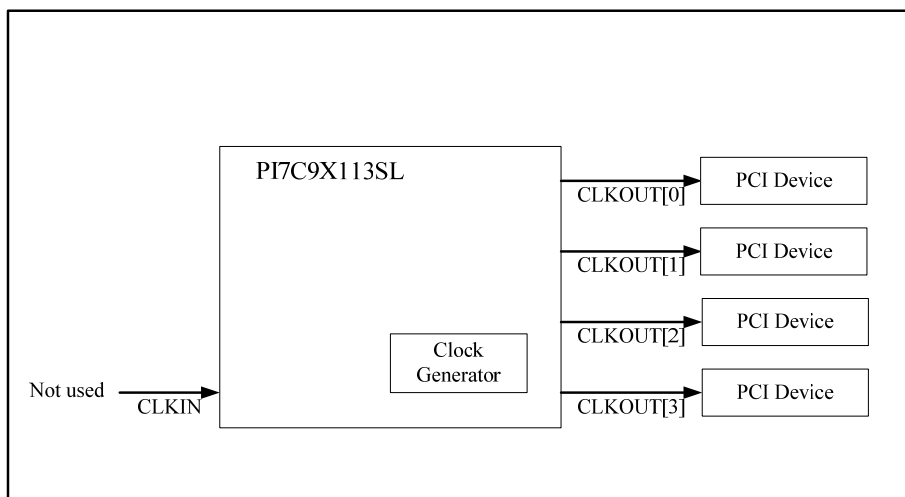 PI7C9X113SL
CLKOUT[0]
PCI Device
CLKOUT[1]
PCI Device
CLKOUT[2]
PCI Device
Clock
Generator
Not used
CLKIN
CLKOUT[3]
PCI Device